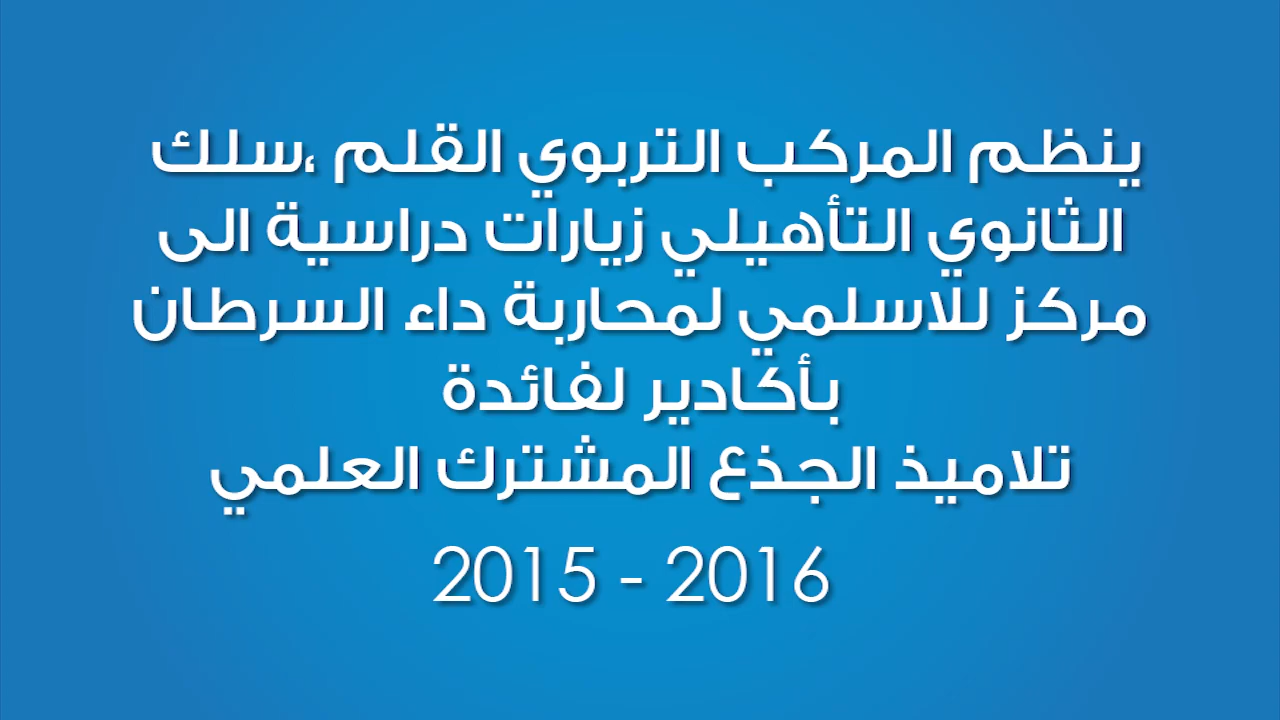 ينظم المركب التربوي القلم ،سلك
الثانوي التأهيلي زيارات دراسية الى
مركز للاسلمي لمحاربة داء السرطان
بأكادير لفائدة
تلاميذ الجذع المشترك العلمي
2015 - 2016